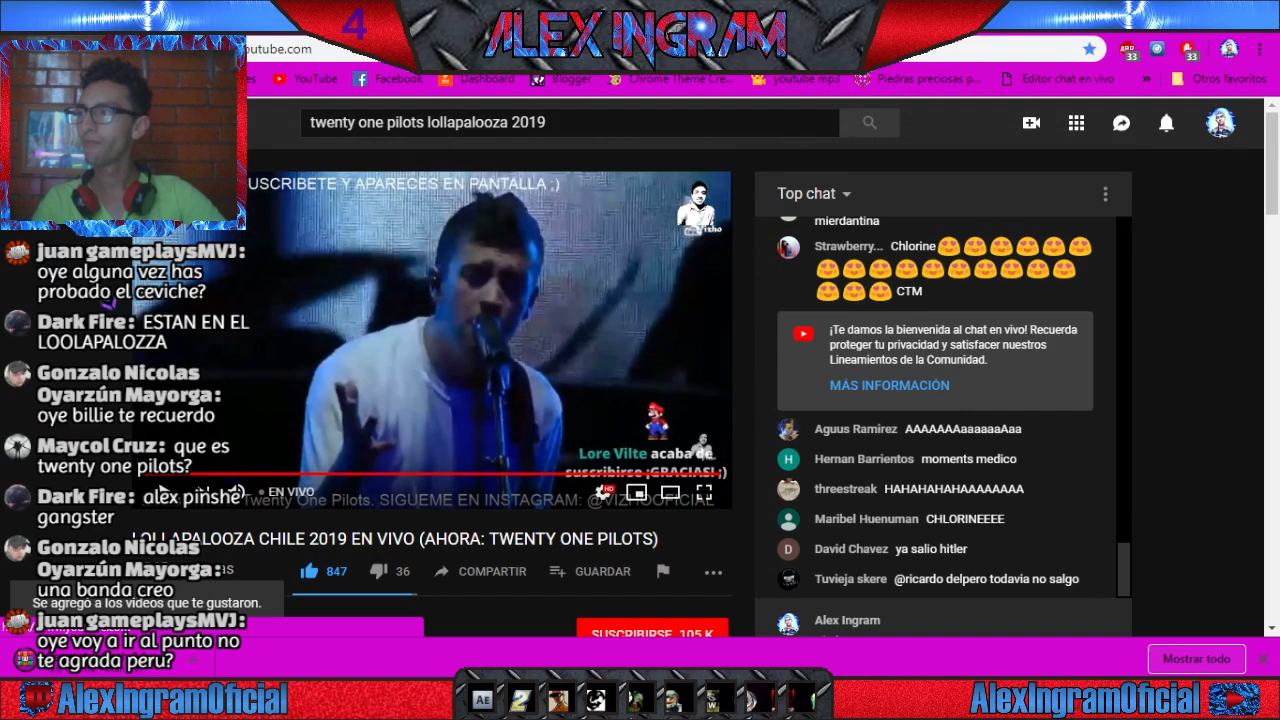 4
ALEX INGRAM
utube.com
33
33
YouTube
Facebook
Dashboard
Blogger
Chrome Theme Cre...
youtube mp3
Piedras preciosas p...
Editor chat en vivo
»
Otros favoritos
twenty one pilots lollapalooza 2019
USCRIBETE Y APARECES EN PANTALLA ;)
Vizho
juan gameplaysMVJ:
oye alguna vez has
probado el ceviche?
Dark Fire: ESTAN EN EL
LOOLAPALOZZA
Gonzalo Nicolas
Oyarzún Mayorga:
oye billie te recuerdo
Maycol Cruz: que es
twenty one pilots?
Dark Fire: alex pinshe
gangster
Gonzalo Nicolas
Oyarzún Mayorga:
una banda creo
juan gameplaysMVJ:
oye voy a ir al punto no
te agrada peru?
Lore Vilte acaba de
suscribirse ¡GRACIAS! ;)
EN VIVO
HD
Twenty One Pilots. SIGUEME EN INSTAGRAM: @VIZHOOFICIAL
LOLLAPALOOZA CHILE 2019 EN VIVO (AHORA: TWENTY ONE PILOTS)
847
36
COMPARTIR
GUARDAR
Se agregó a los videos que te gustaron.
SUSCRIBIRSE 105 K
Top chat
mierdantina
Strawberry... Chlorine
CTM
¡Te damos la bienvenida al chat en vivo! Recuerda
proteger tu privacidad y satisfacer nuestros
Lineamientos de la Comunidad.
MÁS INFORMACIÓN
Aguus Ramirez AAAAAAAaaaaaaAaa
H
Hernan Barrientos moments medico
threestreak HAHAHAHAHAAAAAAAA
Maribel Huenuman CHLORINEEEE
D
David Chavez ya salio hitler
Tuvieja skere @ricardo delpero todavia no salgo
Alex Ingram
Mostrar todo
AlexIngramOficial
Ae
2
AlexIngramOficial